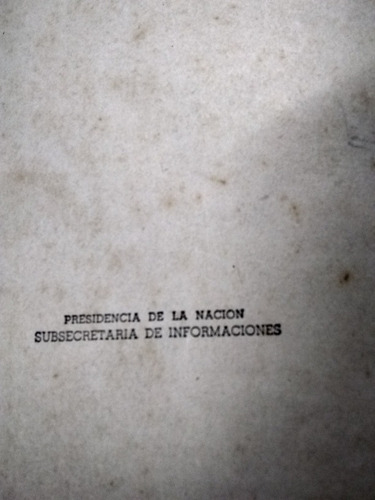 PRESIDENCIA DE LA NACION
SUBSECRETARIA DE INFORMACIONES